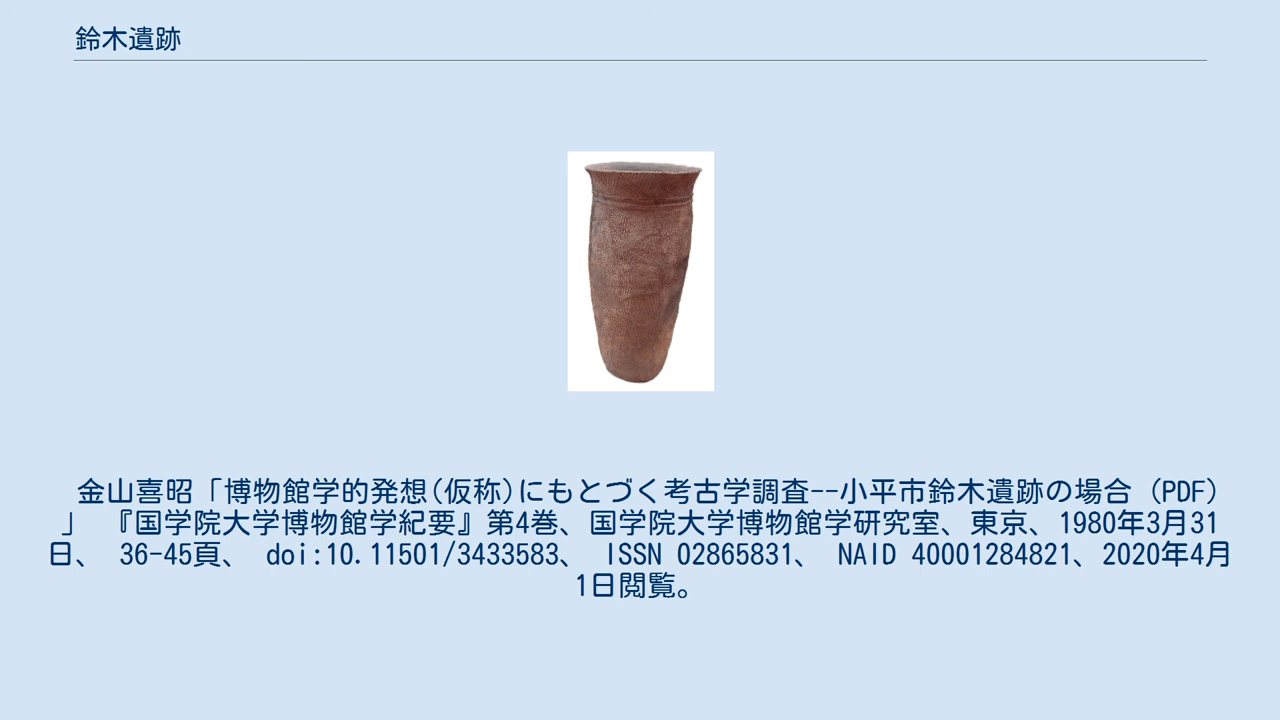 鈴木遺跡
金山喜昭「博物館学的発想(仮称)にもとづく考古学調査--小平市鈴木遺跡の場合 (PDF)
」 『国学院大学博物館学紀要』第4巻、国学院大学博物館学研究室、東京、1980年3月31
日、 36-45頁、 doi:10.11501/3433583、 ISSN 02865831、 NAID 40001284821、2020年4月
1日閲覧。